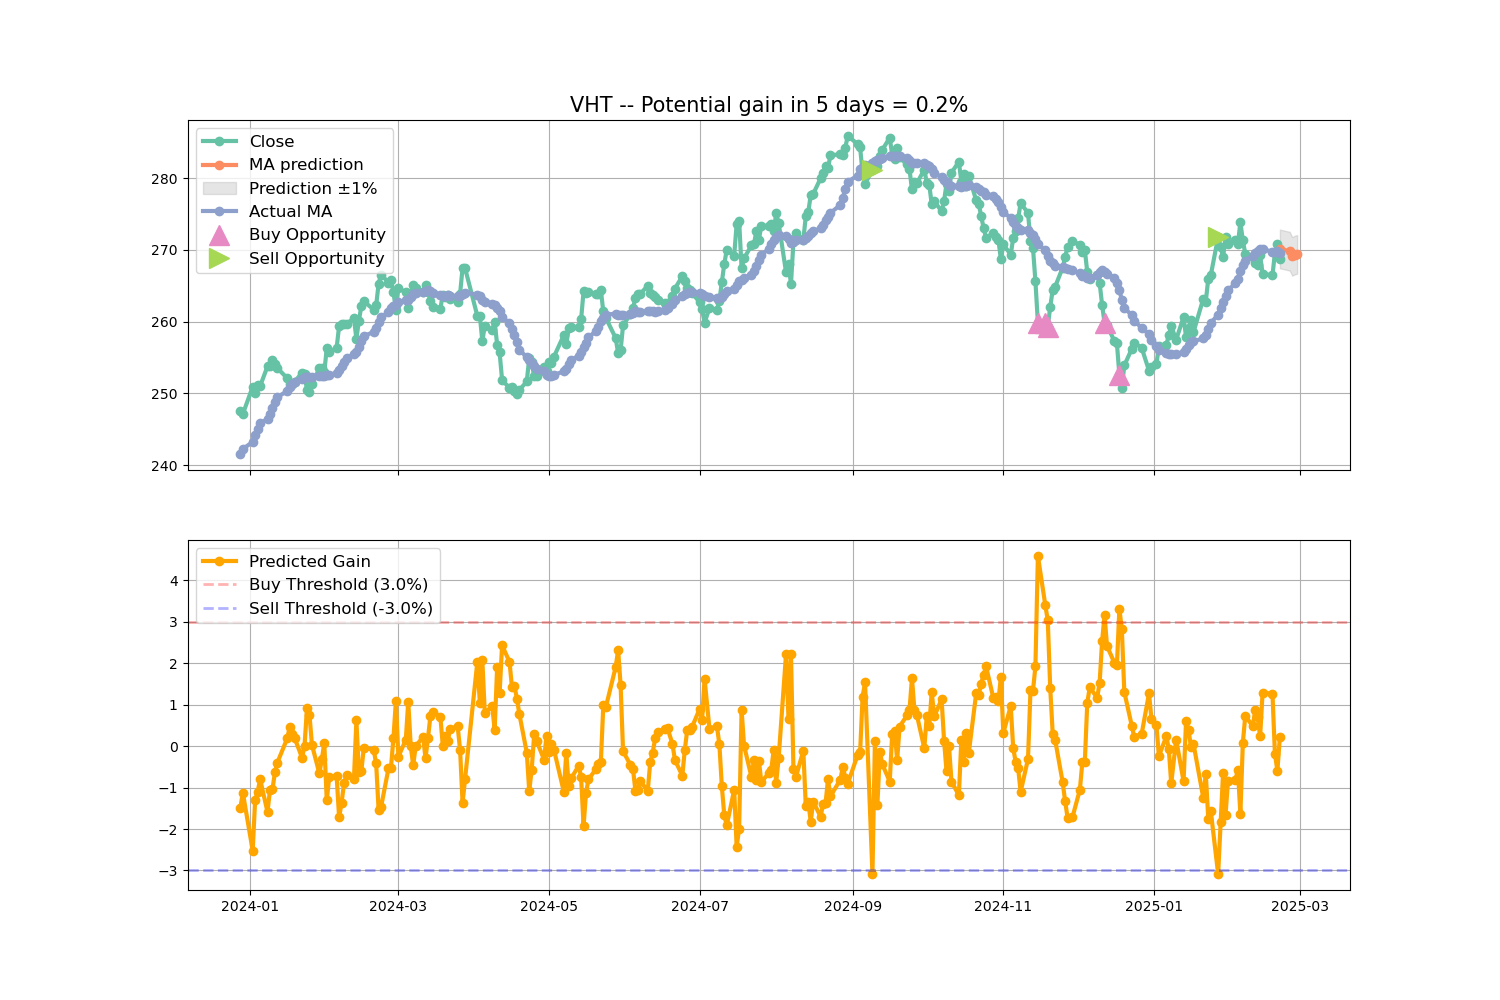 VHT -- Potential gain in 5 days = 0.2%
Close
MA prediction
Prediction ±1%
Actual MA
Buy Opportunity
Sell Opportunity
280
270
260
250
240
Predicted Gain
Buy Threshold (3.0%)
Sell Threshold (-3.0%)
4
3
2
1
0
−1
−2
−3
2024-01 2024-03 2024-05 2024-07 2024-09 2024-11 2025-01 2025-03